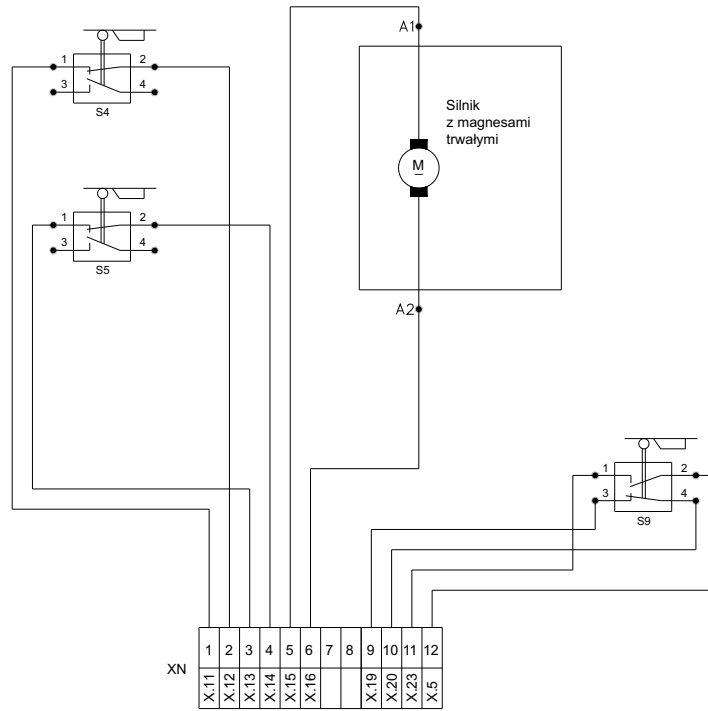 A1
1 2
3 4
S4
Silnik
z magnesami
trwałymi
M
1 2
3 4
S5
A2
1 2
3 4
S9
XN
1 2 3 4 5 6 7 8 9 10 11 12
X.11 X.12 X.13 X.14 X.15 X.16 X.19 X.20 X.23 X.5